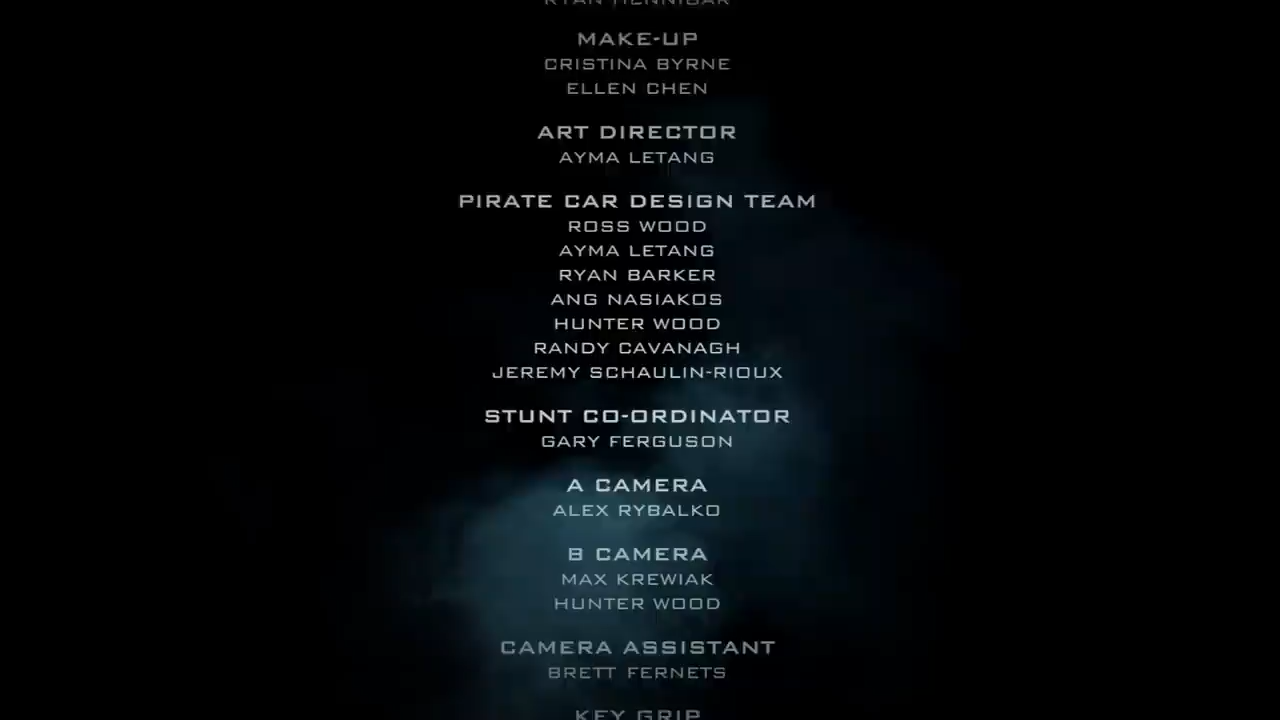 RYAN HENNIGAR
MAKE-UP
CRISTINA BYRNE
ELLEN CHEN
ART DIRECTOR
AYMA LETANG
PIRATE CAR DESIGN TEAM
ROSS WOOD
AYMA LETANG
RYAN BARKER
ANG NASIAKOS
HUNTER WOOD
RANDY CAVANAGH
JEREMY SCHAULIN-RIOUX
STUNT CO-ORDINATOR
GARY FERGUSON
A CAMERA
ALEX RYBALKO
B CAMERA
MAX KREWIAK
HUNTER WOOD
CAMERA ASSISTANT
BRETT FERNETS
KEY GRIP